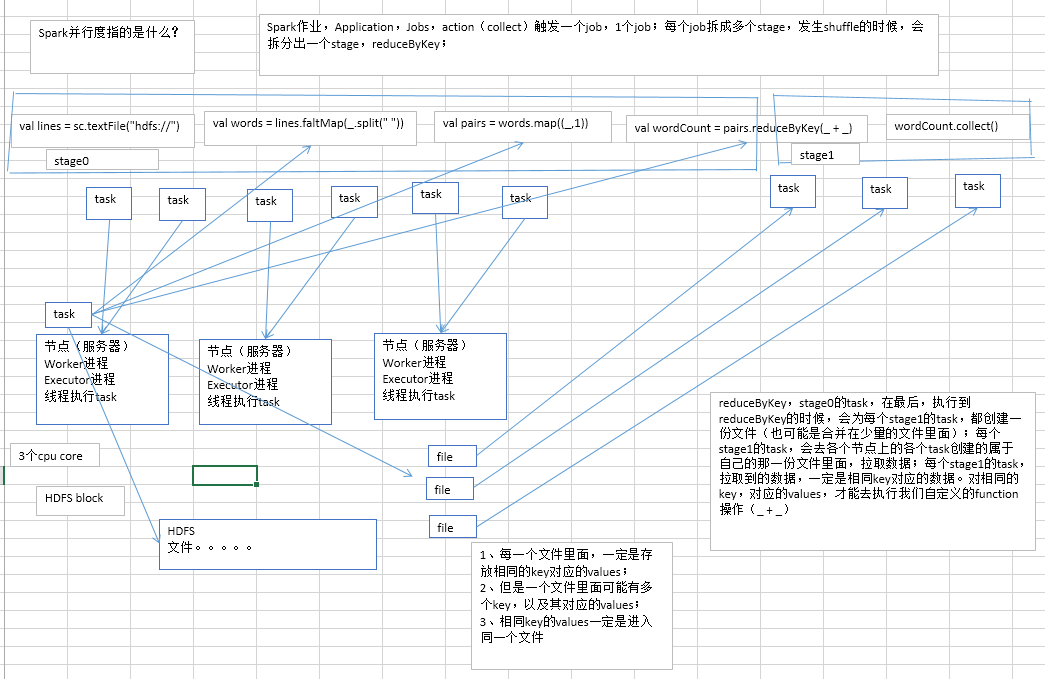 Spark并行度指的是什么?
Spark作业，Application，Jobs，action（collect）触发一个job，1个job；每个job拆成多个stage，发生shuffle的时候，会
拆分出一个stage，reduceByKey；
val lines = sc.textFile("hdfs://")
val words = lines.faltMap(_.split(" "))
val pairs = words.map((_,1))
val wordCount = pairs.reduceByKey(_ + _)
wordCount.collect()
stage0
stage1
task
task
task
task
task
task
task
task
task
task
节点（服务器）
Worker进程
Executor进程
线程执行task
节点（服务器）
Worker进程
Executor进程
线程执行task
节点（服务器）
Worker进程
Executor进程
线程执行task
3个cpu core
HDFS block
HDFS
文件。。。。。
file
file
file
reduceByKey，stage0的task，在最后，执行到
reduceByKey的时候，会为每个stage1的task，都创建一
份文件（也可能是合并在少量的文件里面）；每个
stage1的task，会去各个节点上的各个task创建的属于
自己的那一份文件里面，拉取数据；每个stage1的task，
拉取到的数据，一定是相同key对应的数据。对相同的
key，对应的values，才能去执行我们自定义的function
操作（_ + _）
1、每一个文件里面，一定是存
放相同的key对应的values；
2、但是一个文件里面可能有多
个key，以及其对应的values；
3、相同key的values一定是进入
同一个文件